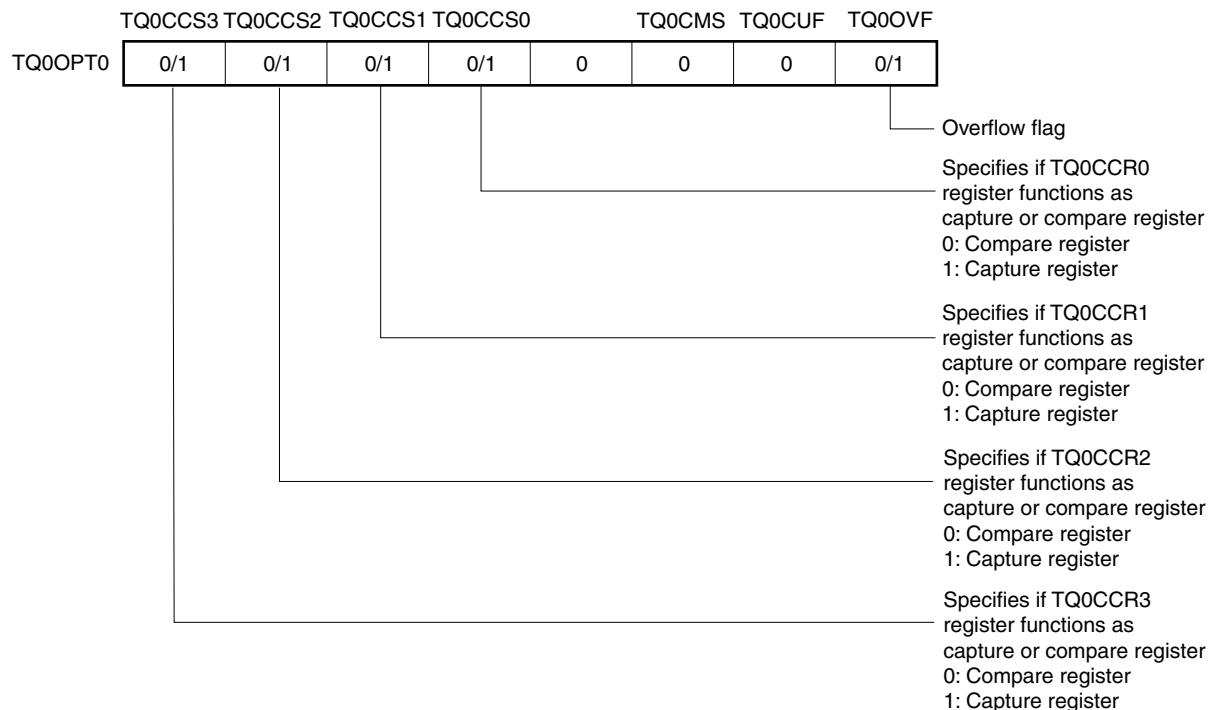 TQ0CCS3 TQ0CCS2 TQ0CCS1 TQ0CCS0 TQ0CMS TQ0CUF TQ0OVF
TQ0OPT0 0/1 0/1 0/1 0/1 0 0 0 0/1
Overflow flag
Specifies if TQ0CCR0
register functions as
capture or compare register
0: Compare register
1: Capture register
Specifies if TQ0CCR1
register functions as
capture or compare register
0: Compare register
1: Capture register
Specifies if TQ0CCR2
register functions as
capture or compare register
0: Compare register
1: Capture register
Specifies if TQ0CCR3
register functions as
capture or compare register
0: Compare register
1: Capture register